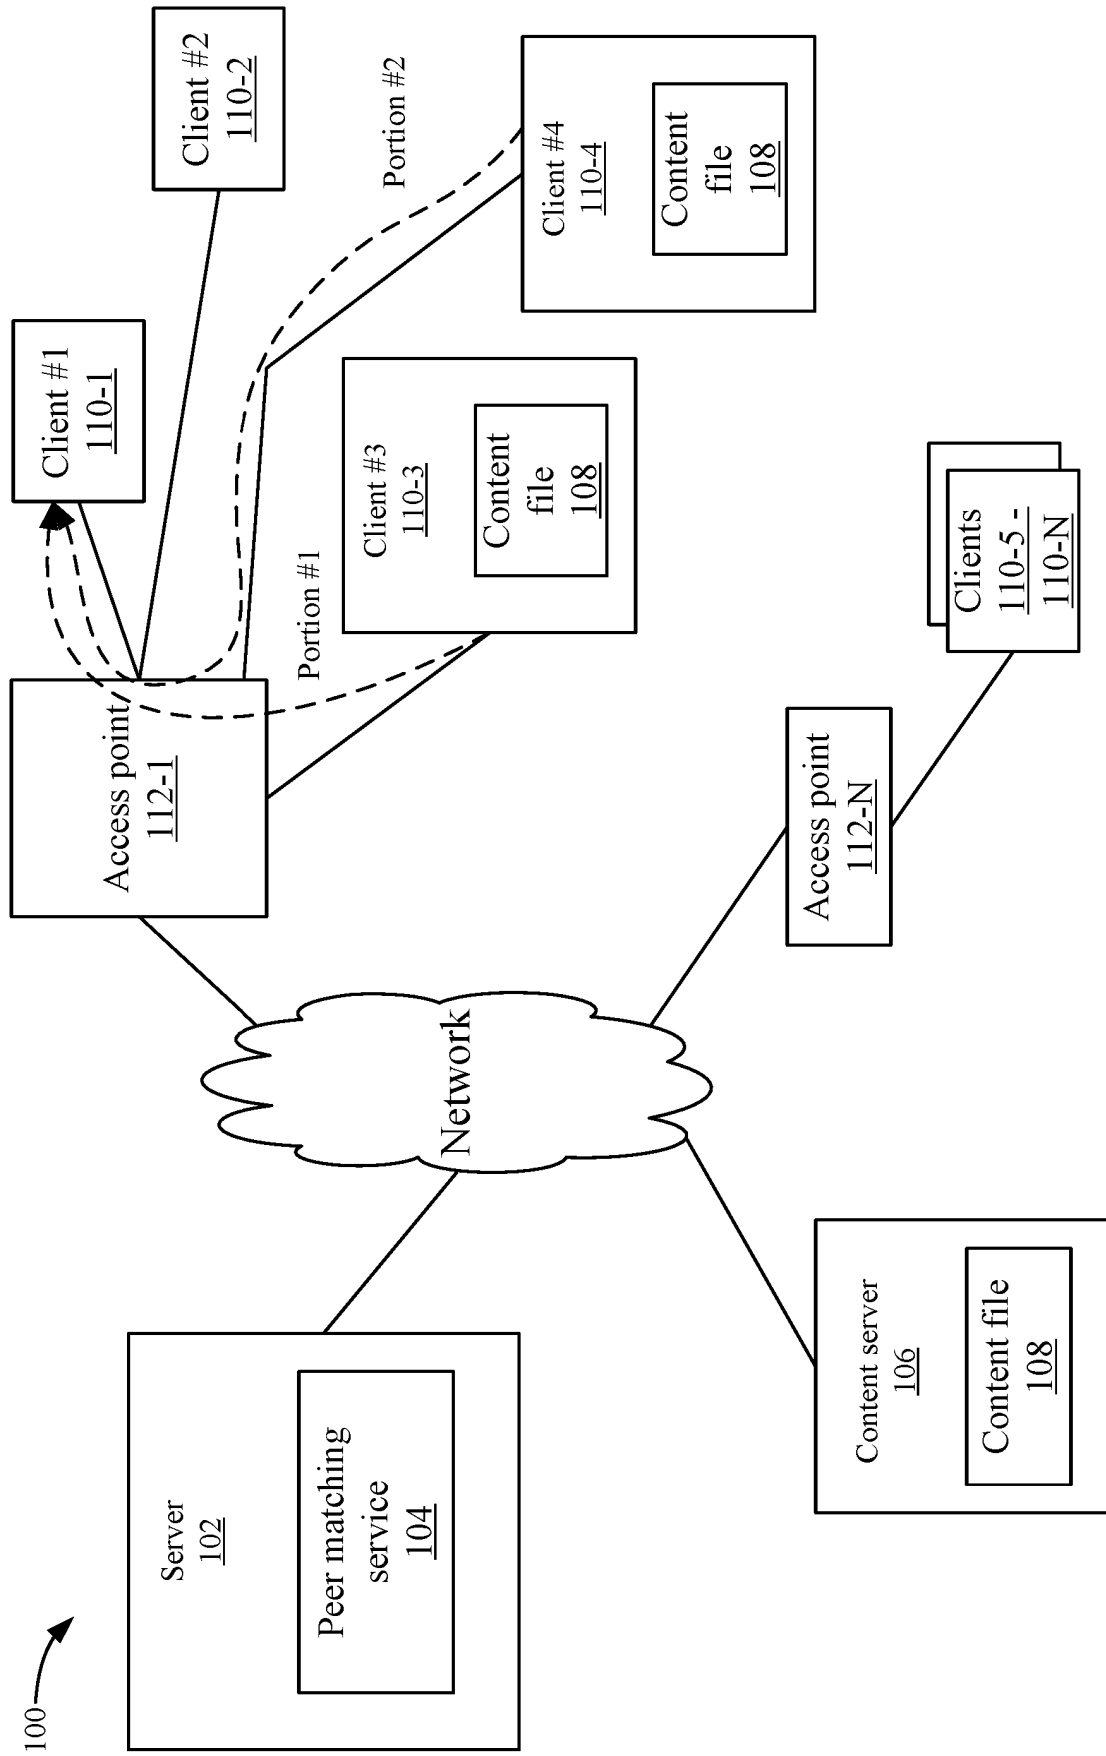 100
Server
102
Peer matching
service
104
Content server
106
Content file
108
Network
Access point
112-1
Access point
112-N
Client #1
110-1
Client #2
110-2
Portion #1
Client #3
110-3
Content
file
108
Portion #2
Client #4
110-4
Content
file
108
Clients
110-5 -
110-N